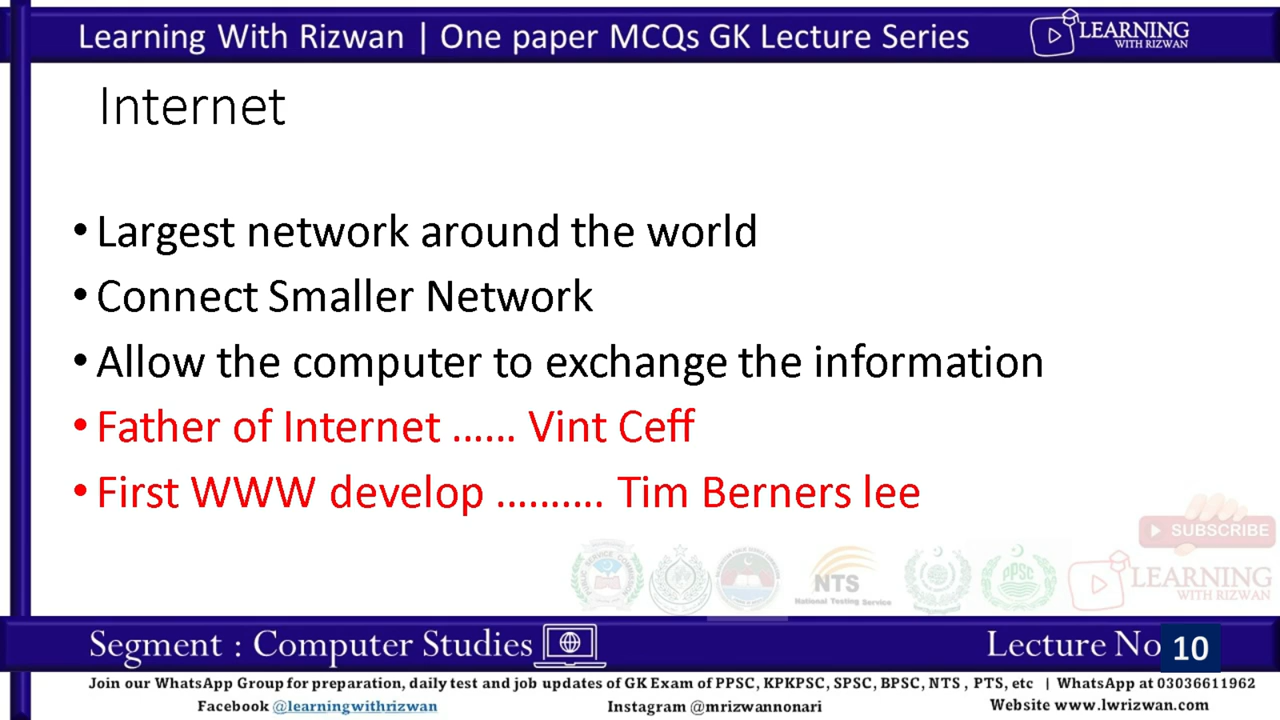 Learning With Rizwan | One paper MCQs GK Lecture Series
LEARNING
WITH RIZWAN
Internet
• Largest network around the world
• Connect Smaller Network
• Allow the computer to exchange the information
• Father of Internet ...... Vint Ceff
• First WWW develop .......... Tim Berners lee
SUBSCRIBE
NTS
National Testing Service
PPSC
LEARNING
WITH RIZWAN
Segment : Computer Studies
Lecture No 10
Join our WhatsApp Group for preparation, daily test and job updates of GK Exam of PPSC, KPKPSC, SPSC, BPSC, NTS , PTS, etc | WhatsApp at 03036611962
Facebook @learningwithrizwan Instagram @mrizwannonari Website www.lwrizwan.com